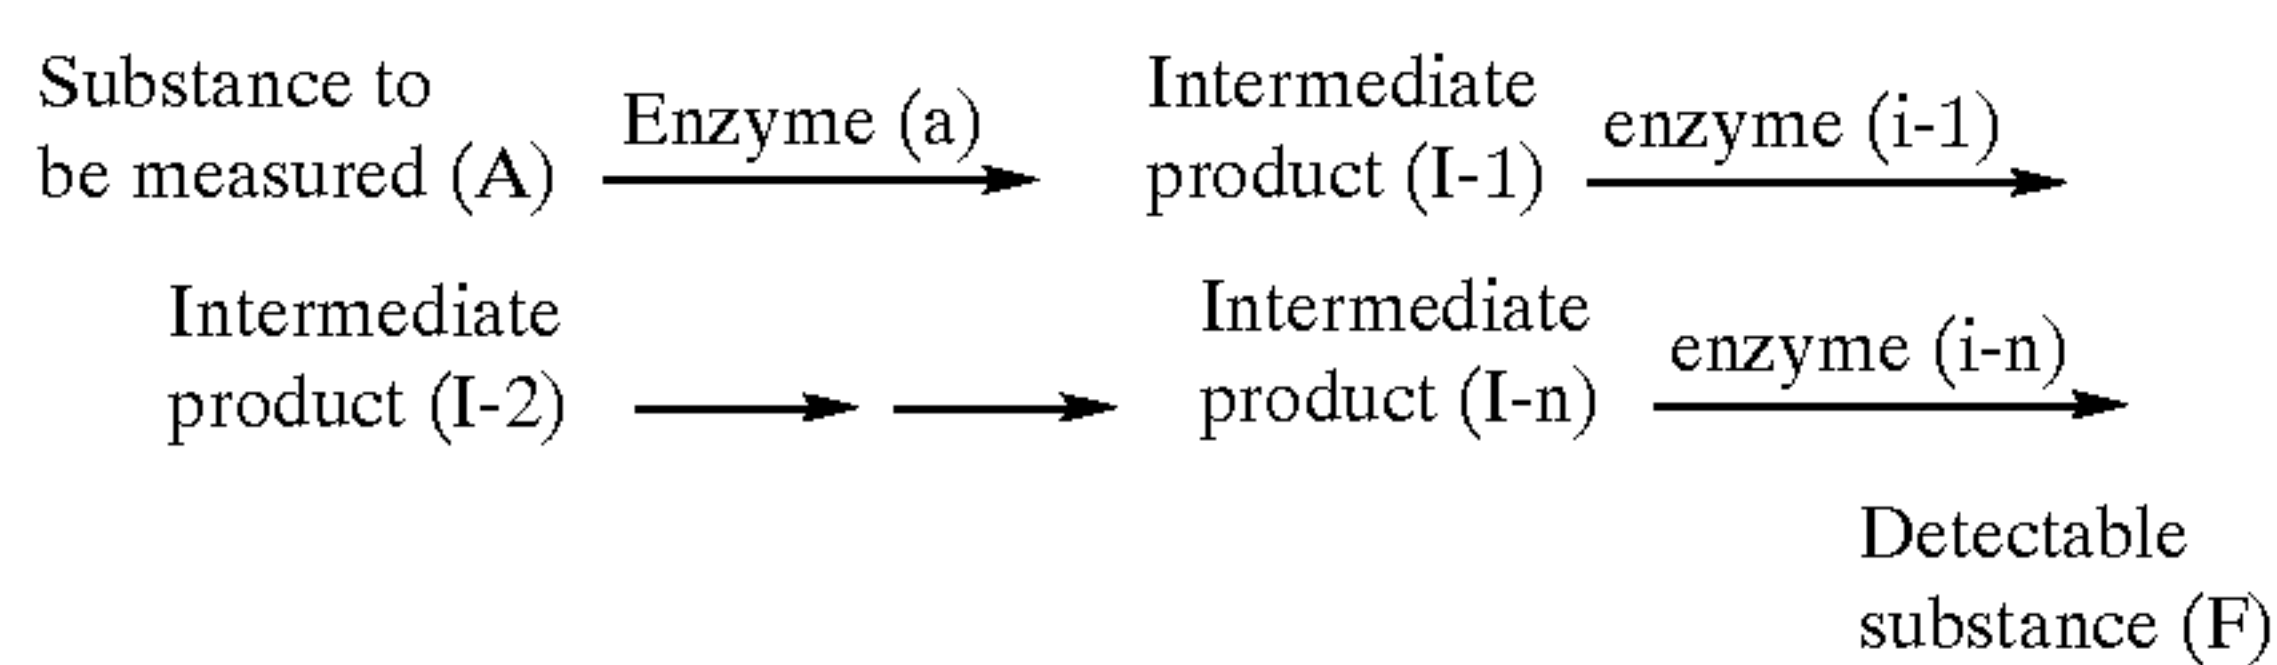 Substance to
be measured (A)
Enzyme (a)
Intermediate
product (I-1)
enzyme (i-1)
Intermediate
product (I-2)
Intermediate
product (I-n)
enzyme (i-n)
Detectable
substance (F)